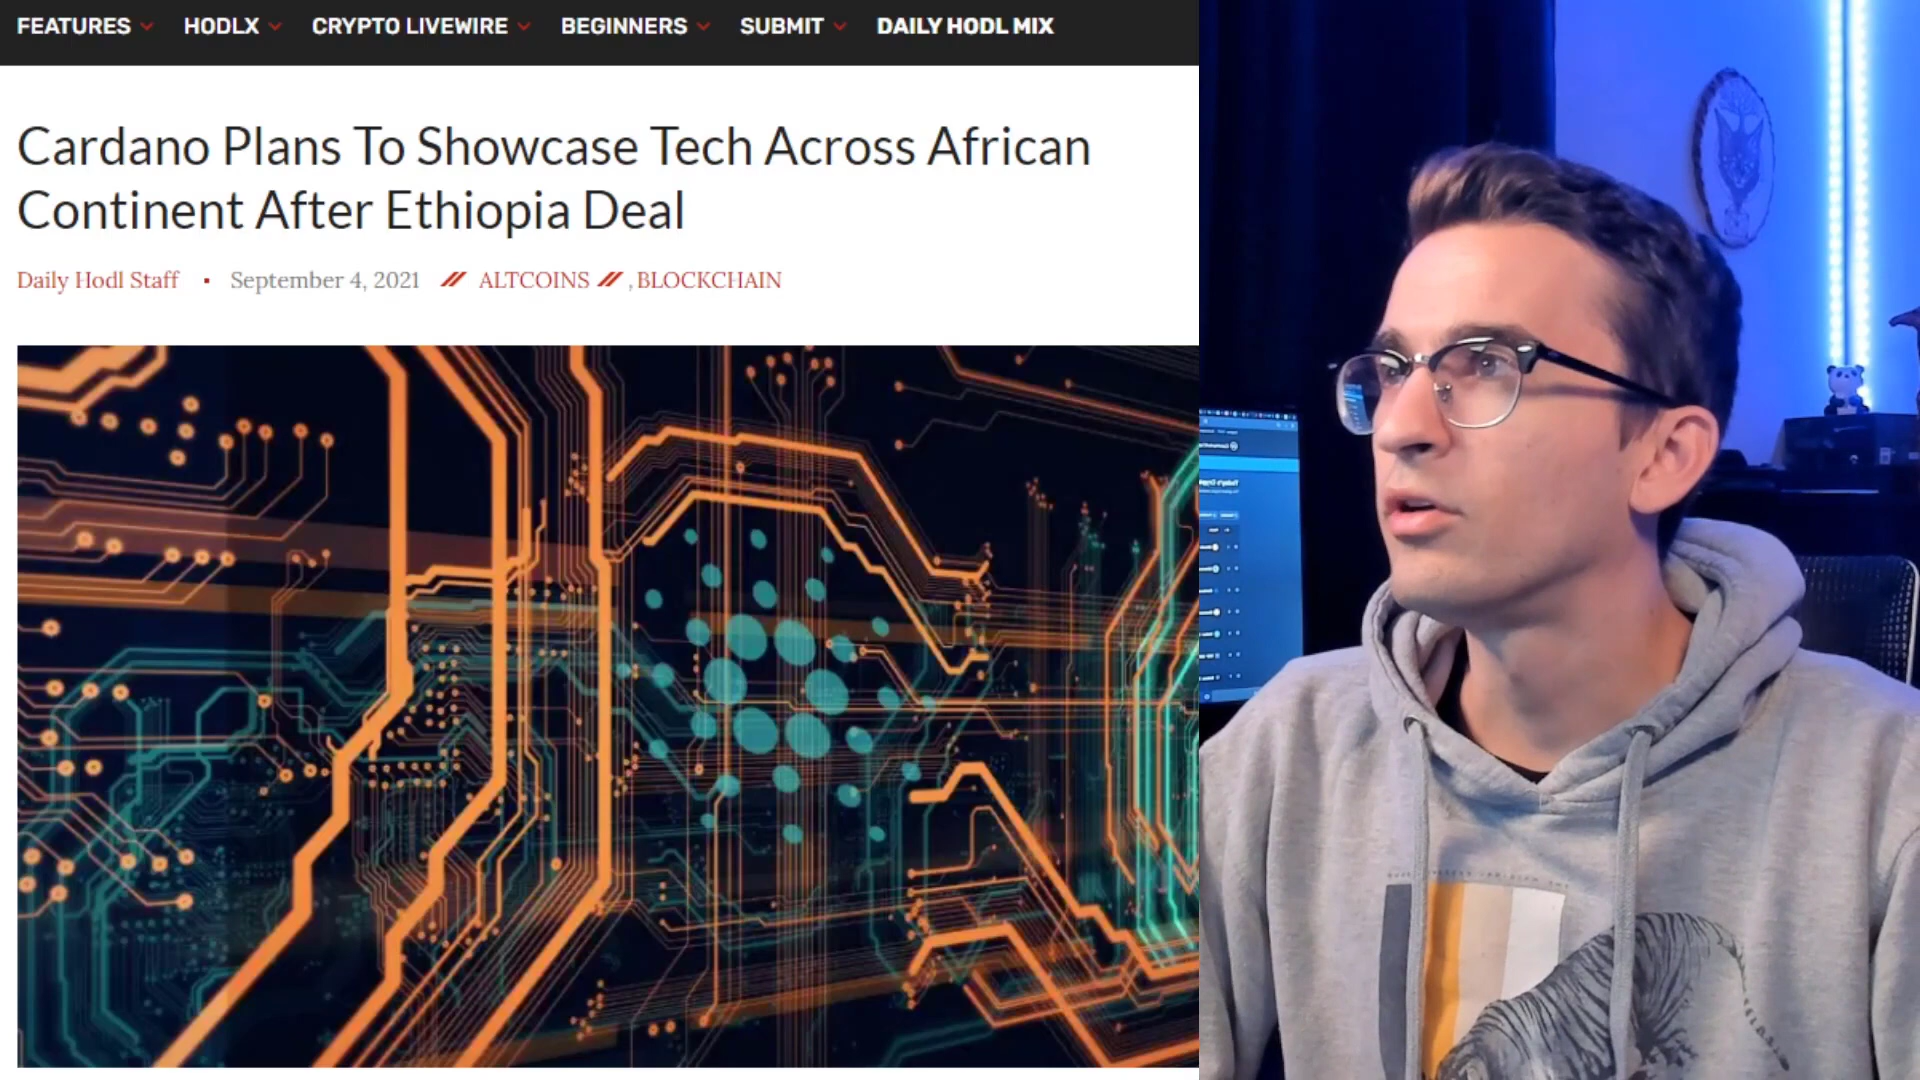 FEATURES HODLX CRYPTO LIVEWIRE BEGINNERS SUBMIT DAILY HODL MIX
Cardano Plans To Showcase Tech Across African
Continent After Ethiopia Deal
Daily Hodl Staff • September 4, 2021 // ALTCOINS // , BLOCKCHAIN